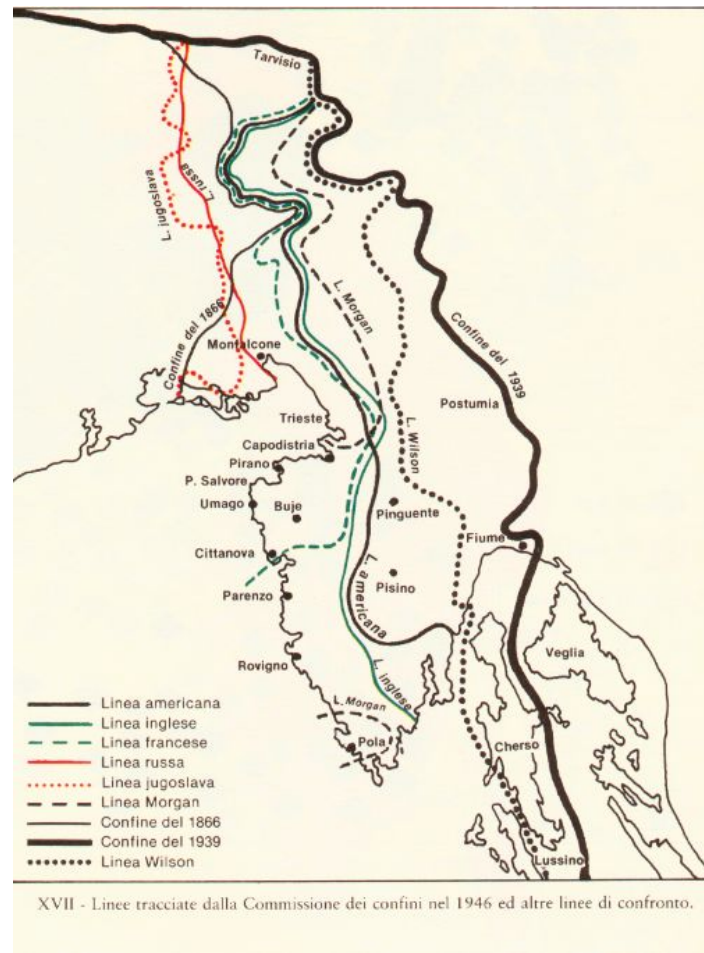 Tarvisio
L. russa
L. jugoslava
Confine del 1866
L. Morgan
Confine del 1939
L. Wilson
Monfalcone
Postumia
Trieste
Capodistria
Pirano
P. Salvore
Umago
Buje
Pinguente
Fiume
Cittanova
L. americana
Pisino
Parenzo
Veglia
Rovigno
L. inglese
L. Morgan
Pola
Cherso
Lussino
Linea americana
Linea inglese
Linea francese
Linea russa
Linea jugoslava
Linea Morgan
Confine del 1866
Confine del 1939
Linea Wilson
XVII - Linee tracciate dalla Commissione dei confini nel 1946 ed altre linee di confronto.